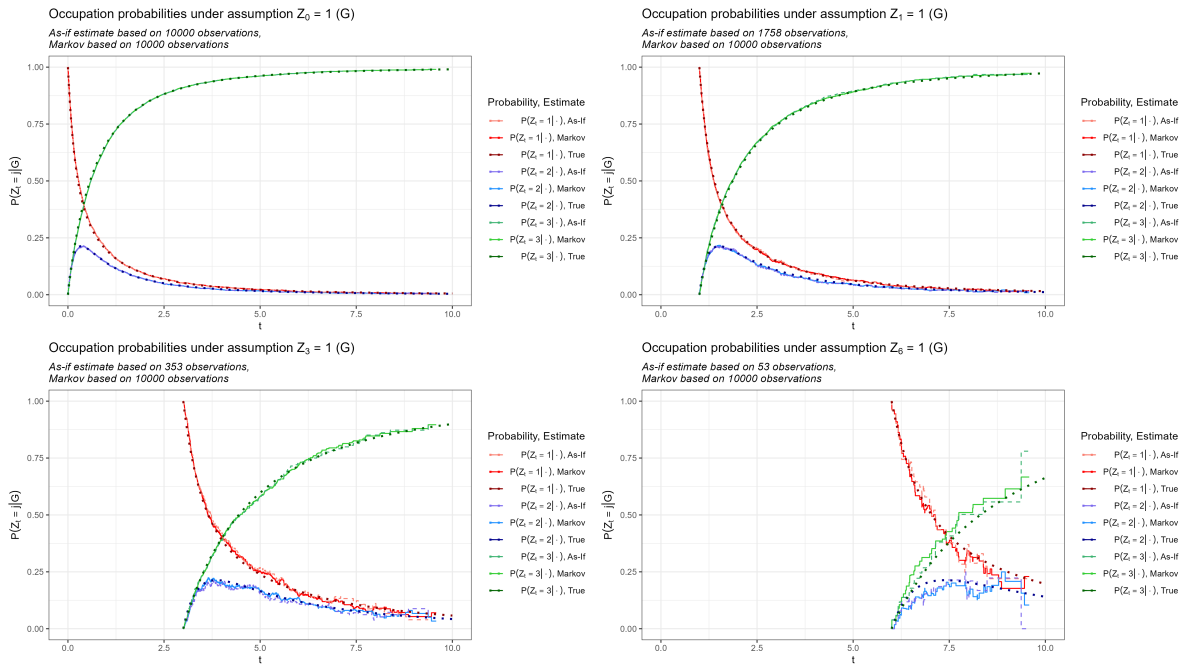 Occupation probabilities under assumption Z₀ = 1 (G)
As-if estimate based on 10000 observations,
Markov based on 10000 observations
1.00
0.75
0.50
0.25
0.00
P(Zₜ = j|G)
0.0 2.5 5.0 7.5 10.0
t
Probability, Estimate
P(Zₜ = 1| · ), As-If
P(Zₜ = 1| · ), Markov
P(Zₜ = 1| · ), True
P(Zₜ = 2| · ), As-If
P(Zₜ = 2| · ), Markov
P(Zₜ = 2| · ), True
P(Zₜ = 3| · ), As-If
P(Zₜ = 3| · ), Markov
P(Zₜ = 3| · ), True
Occupation probabilities under assumption Z₁ = 1 (G)
As-if estimate based on 1758 observations,
Markov based on 10000 observations
1.00
0.75
0.50
0.25
0.00
P(Zₜ = j|G)
0.0 2.5 5.0 7.5 10.0
t
Probability, Estimate
P(Zₜ = 1| · ), As-If
P(Zₜ = 1| · ), Markov
P(Zₜ = 1| · ), True
P(Zₜ = 2| · ), As-If
P(Zₜ = 2| · ), Markov
P(Zₜ = 2| · ), True
P(Zₜ = 3| · ), As-If
P(Zₜ = 3| · ), Markov
P(Zₜ = 3| · ), True
Occupation probabilities under assumption Z₃ = 1 (G)
As-if estimate based on 353 observations,
Markov based on 10000 observations
1.00
0.75
0.50
0.25
0.00
P(Zₜ = j|G)
0.0 2.5 5.0 7.5 10.0
t
Probability, Estimate
P(Zₜ = 1| · ), As-If
P(Zₜ = 1| · ), Markov
P(Zₜ = 1| · ), True
P(Zₜ = 2| · ), As-If
P(Zₜ = 2| · ), Markov
P(Zₜ = 2| · ), True
P(Zₜ = 3| · ), As-If
P(Zₜ = 3| · ), Markov
P(Zₜ = 3| · ), True
Occupation probabilities under assumption Z₆ = 1 (G)
As-if estimate based on 53 observations,
Markov based on 10000 observations
1.00
0.75
0.50
0.25
0.00
P(Zₜ = j|G)
0.0 2.5 5.0 7.5 10.0
t
Probability, Estimate
P(Zₜ = 1| · ), As-If
P(Zₜ = 1| · ), Markov
P(Zₜ = 1| · ), True
P(Zₜ = 2| · ), As-If
P(Zₜ = 2| · ), Markov
P(Zₜ = 2| · ), True
P(Zₜ = 3| · ), As-If
P(Zₜ = 3| · ), Markov
P(Zₜ = 3| · ), True